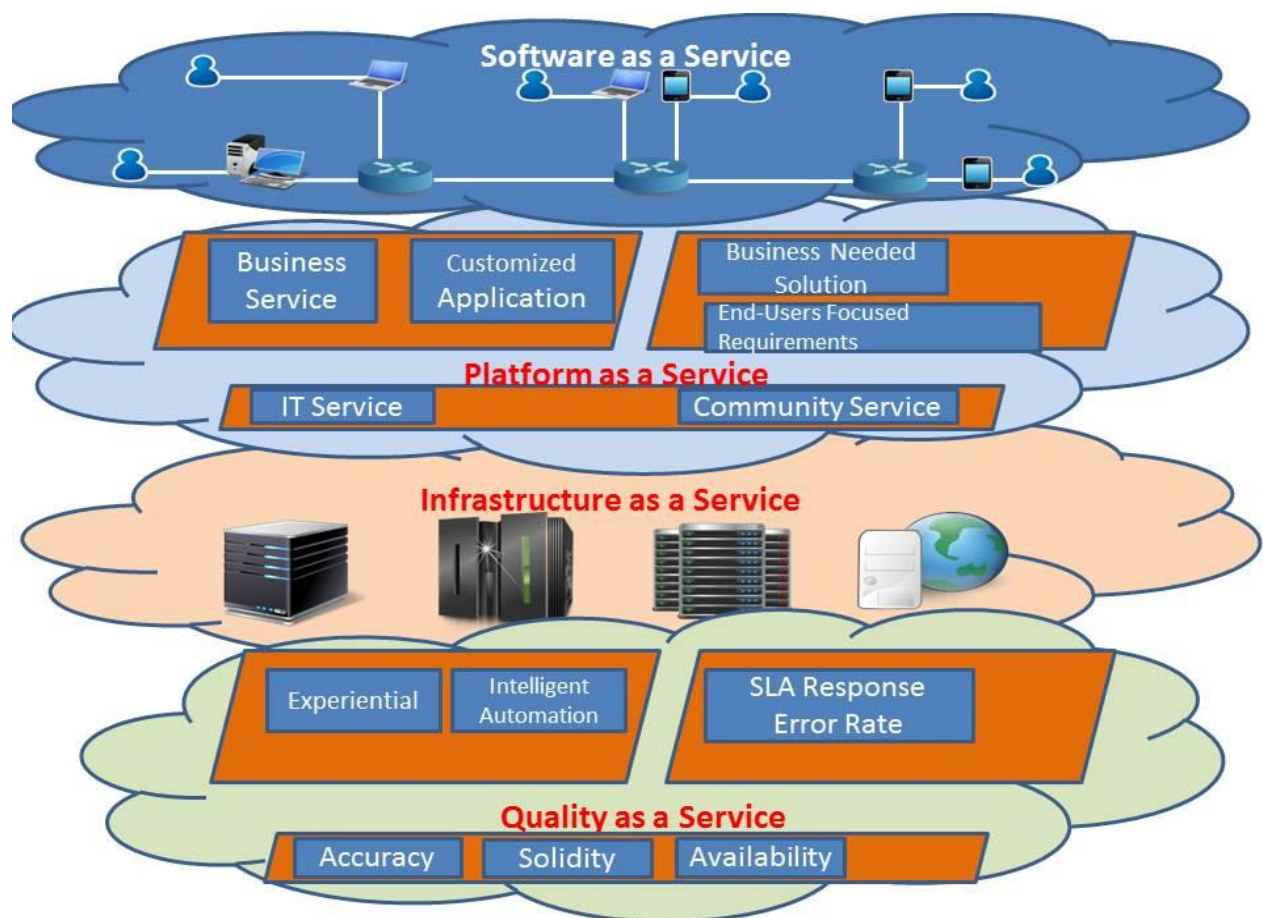 Software as a Service
Business
Service
Customized
Application
Business Needed
Solution
End-Users Focused
Requirements
Platform as a Service
IT Service
Community Service
Infrastructure as a Service
Experiential
Intelligent
Automation
SLA Response
Error Rate
Quality as a Service
Accuracy
Solidity
Availability